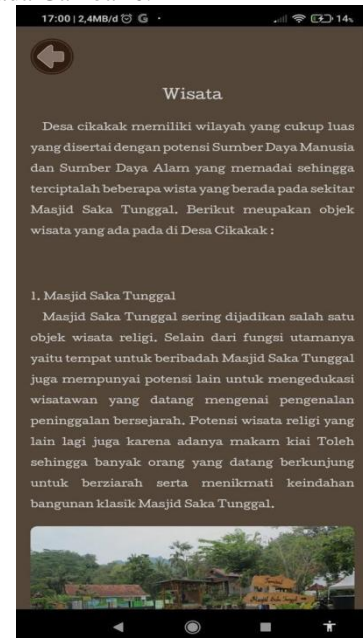 17:00 | 2,4MB/d G ·
14%
Wisata
Desa cikakak memiliki wilayah yang cukup luas
yang disertai dengan potensi Sumber Daya Manusia
dan Sumber Daya Alam yang memadai sehingga
terciptalah beberapa wista yang berada pada sekitar
Masjid Saka Tunggal. Berikut meupakan objek
wisata yang ada pada di Desa Cikakak :
1. Masjid Saka Tunggal
Masjid Saka Tunggal sering dijadikan salah satu
objek wisata religi. Selain dari fungsi utamanya
yaitu tempat untuk beribadah Masjid Saka Tunggal
juga mempunyai potensi lain untuk mengedukasi
wisatawan yang datang mengenai pengenalan
peninggalan bersejarah. Potensi wisata religi yang
lain lagi juga karena adanya makam kiai Toleh
sehingga banyak orang yang datang berkunjung
untuk berziarah serta menikmati keindahan
bangunan klasik Masjid Saka Tunggal.
Masjid Saka Tunggal